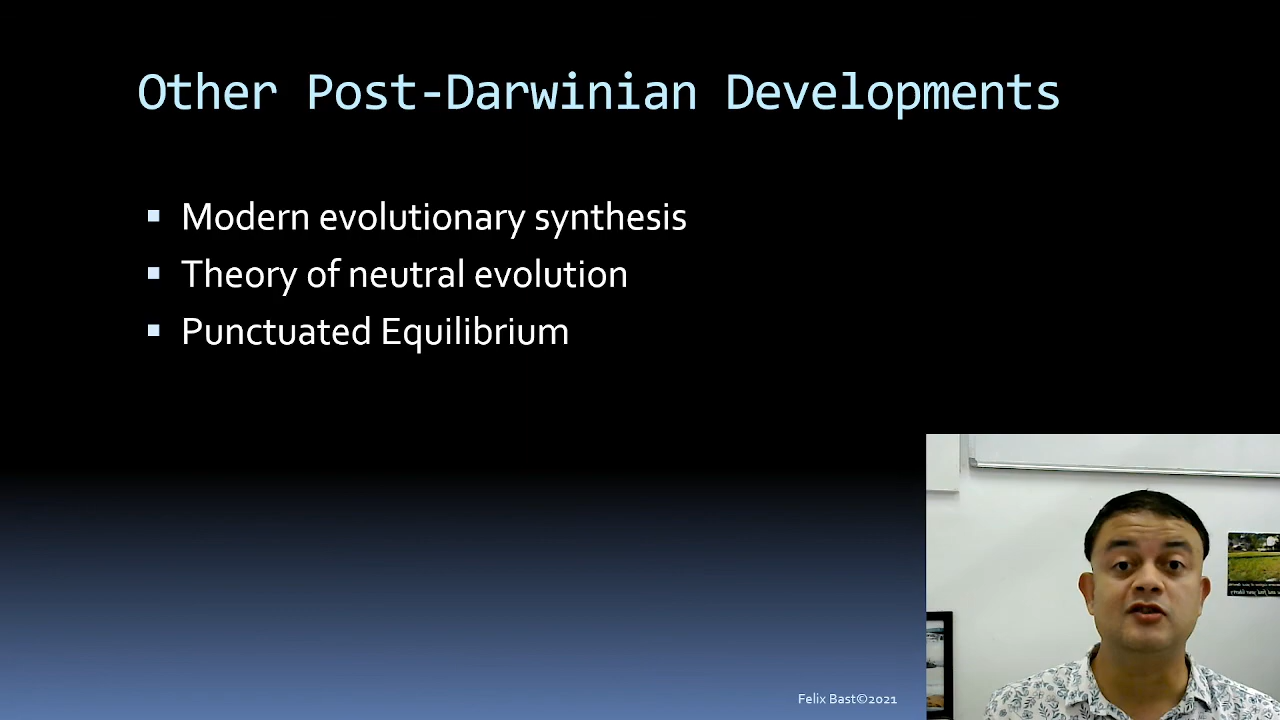 Other Post-Darwinian Developments
Modern evolutionary synthesis
Theory of neutral evolution
Punctuated Equilibrium
Felix Bast©2021